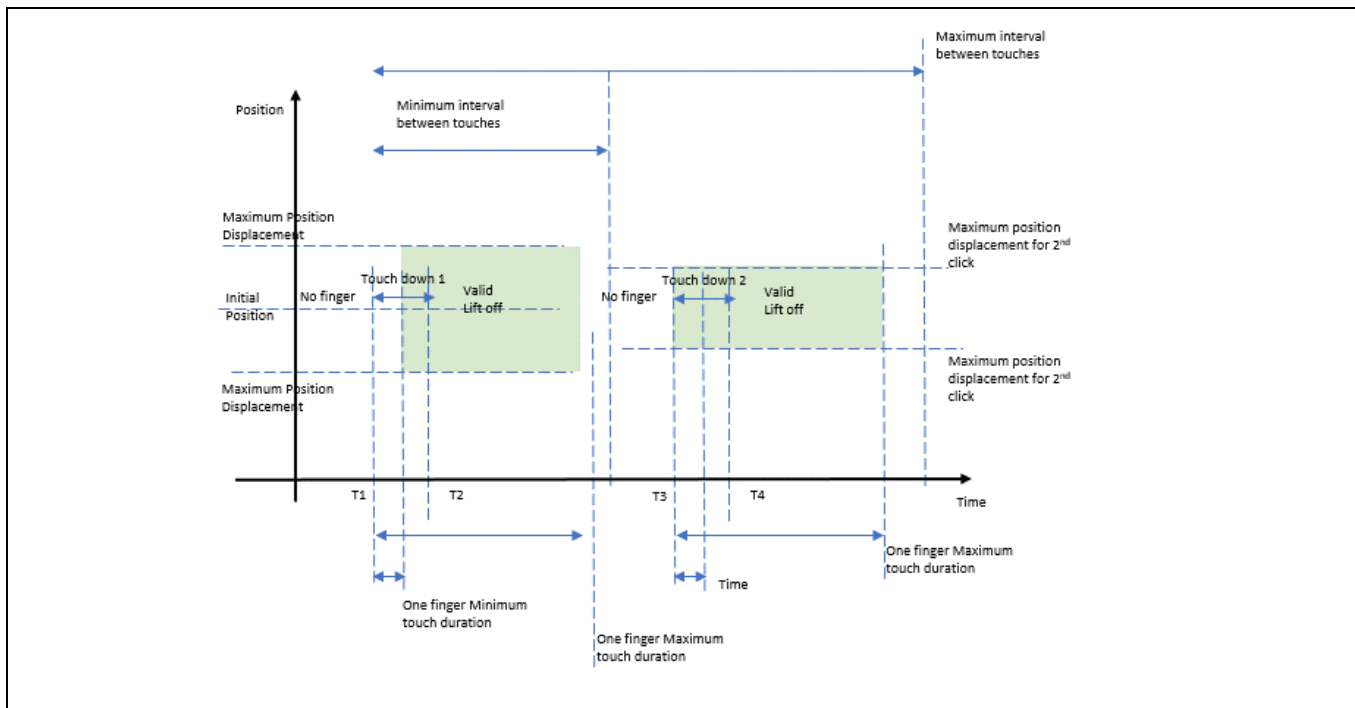 Maximum interval
between touches
Position
Minimum interval
between touches
Maximum Position
Displacement
Maximum position
displacement for 2nd
click
Touch down 1
Touch down 2
Initial
Position
No finger
Valid
Lift off
No finger
Valid
Lift off
Maximum Position
Displacement
Maximum position
displacement for 2nd
click
T1
T2
T3
T4
Time
One finger Maximum
touch duration
Time
One finger Minimum
touch duration
One finger Maximum
touch duration